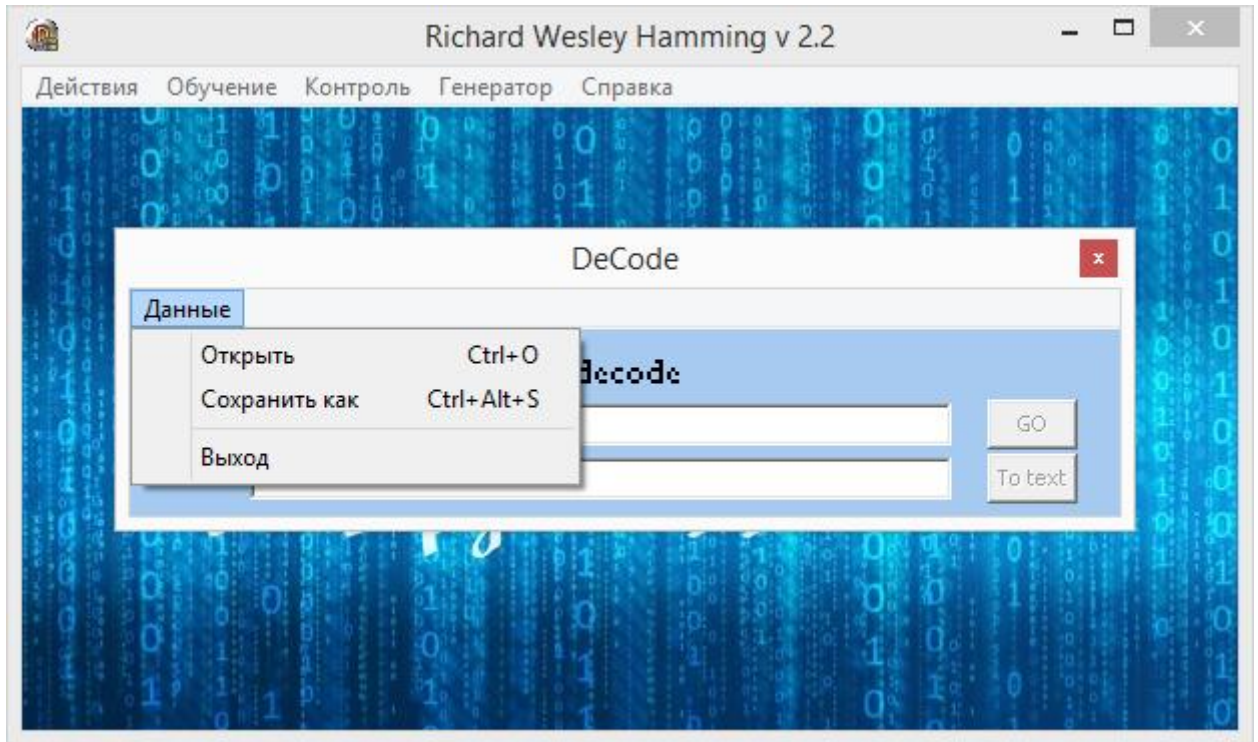 Richard Wesley Hamming v 2.2
Действия Обучение Контроль Генератор Справка
DeCode
Данные
Открыть Ctrl+O
decode
Сохранить как Ctrl+Alt+S
GO
Выход
To text